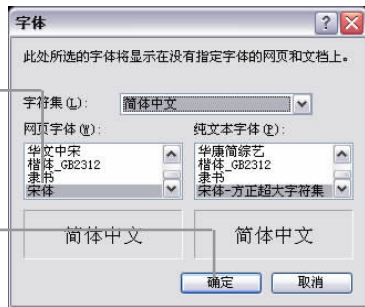 字体
此处所选的字体将显示在没有指定字体的网页和文档上。
字符集(L): 简体中文
网页字体(W): 纯文本字体(P):
华文中宋 华康简综艺
楷体_GB2312 楷体_GB2312
隶书 隶书
宋体 宋体-方正超大字符集
简体中文 简体中文
确定 取消